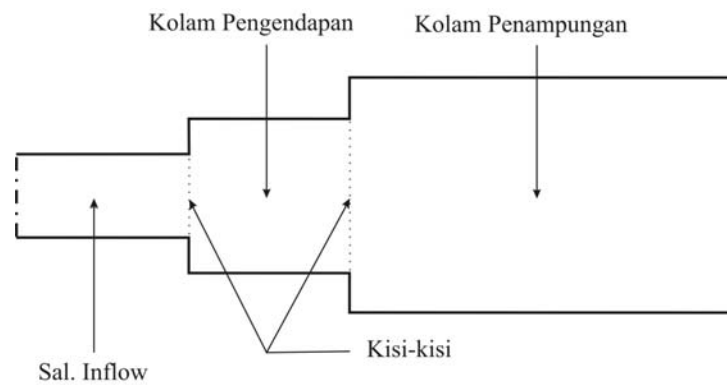 Kolam Pengendapan
Kolam Penampungan
Kisi-kisi
Sal. Inflow